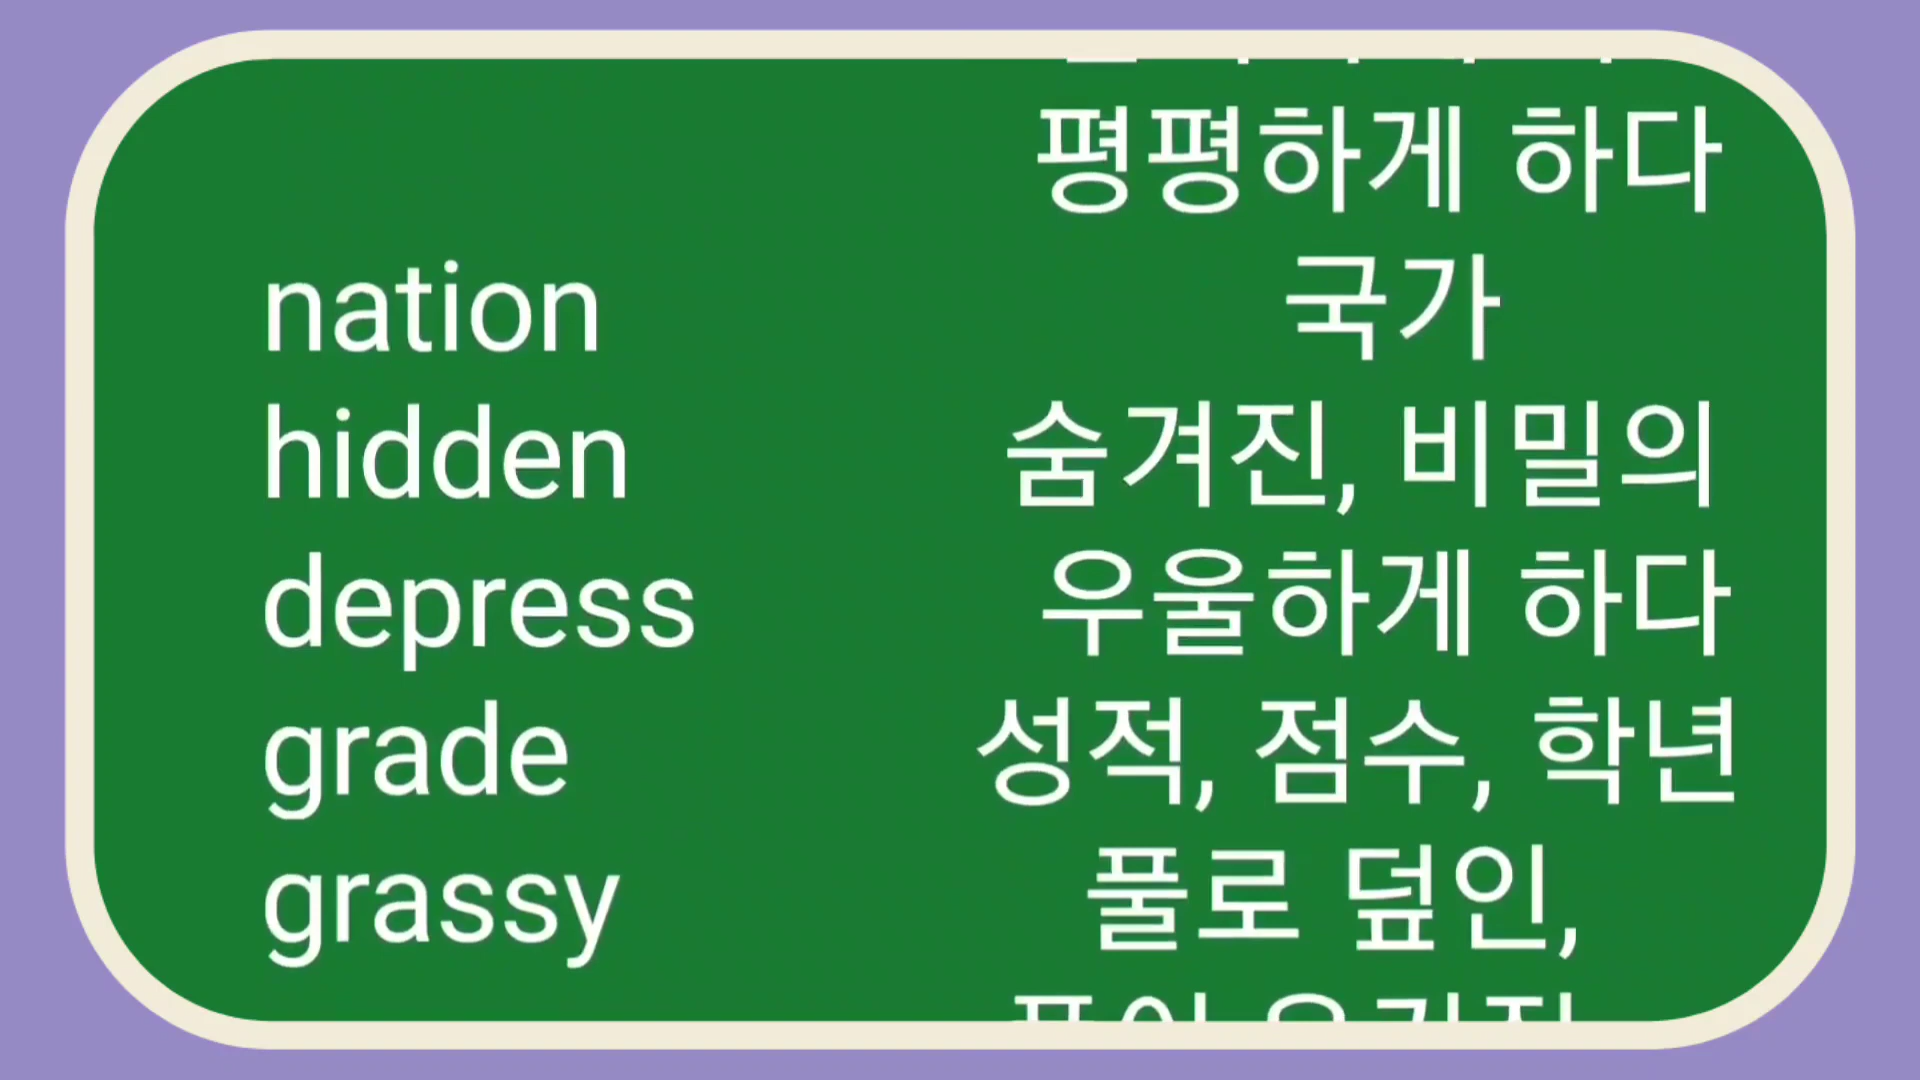 평평하게 하다
nation 국가
hidden 숨겨진, 비밀의
depress 우울하게 하다
grade 성적, 점수, 학년
grassy 풀로 덮인,